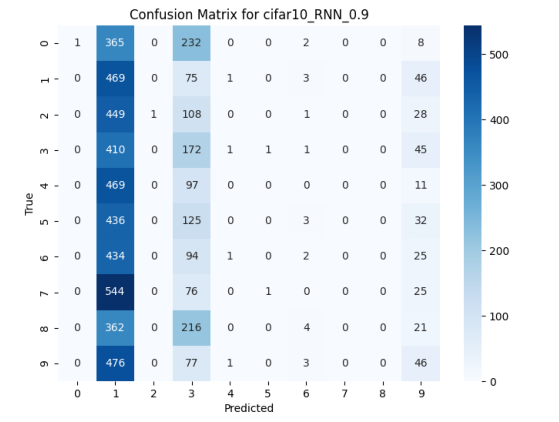 Confusion Matrix for cifar10_RNN_0.9
0 1 365 0 232 0 0 2 0 0 8
1 0 469 0 75 1 0 3 0 0 46
2 0 449 1 108 0 0 1 0 0 28
3 0 410 0 172 1 1 1 0 0 45
4 0 469 0 97 0 0 0 0 0 11
5 0 436 0 125 0 0 3 0 0 32
6 0 434 0 94 1 0 2 0 0 25
7 0 544 0 76 0 1 0 0 0 25
8 0 362 0 216 0 0 4 0 0 21
9 0 476 0 77 1 0 3 0 0 46
0 1 2 3 4 5 6 7 8 9
Predicted
True
500
400
300
200
100
0